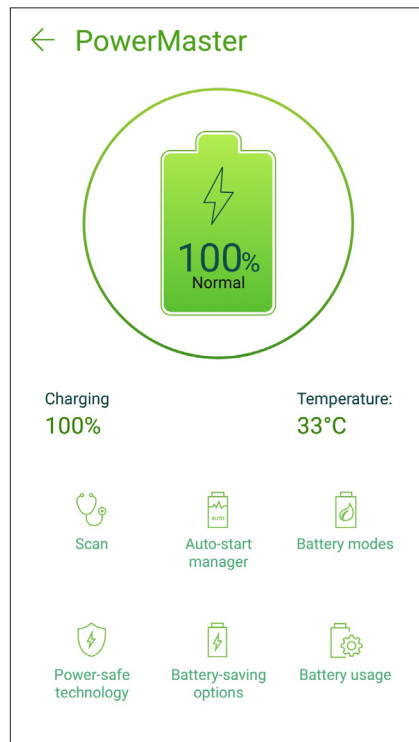 PowerMaster
100%
Normal
Charging
100%
Temperature:
33°C
Scan
AUTO
Auto-start
manager
Battery modes
Power-safe
technology
Battery-saving
options
Battery usage